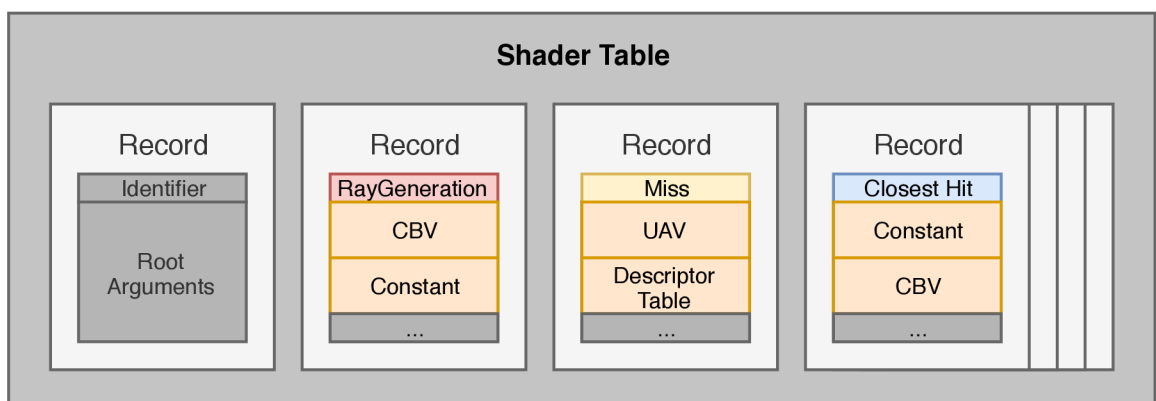 Shader Table
Record
Identifier
Root
Arguments
Record
RayGeneration
CBV
Constant
...
Record
Miss
UAV
Descriptor
Table
...
Record
Closest Hit
Constant
CBV
...